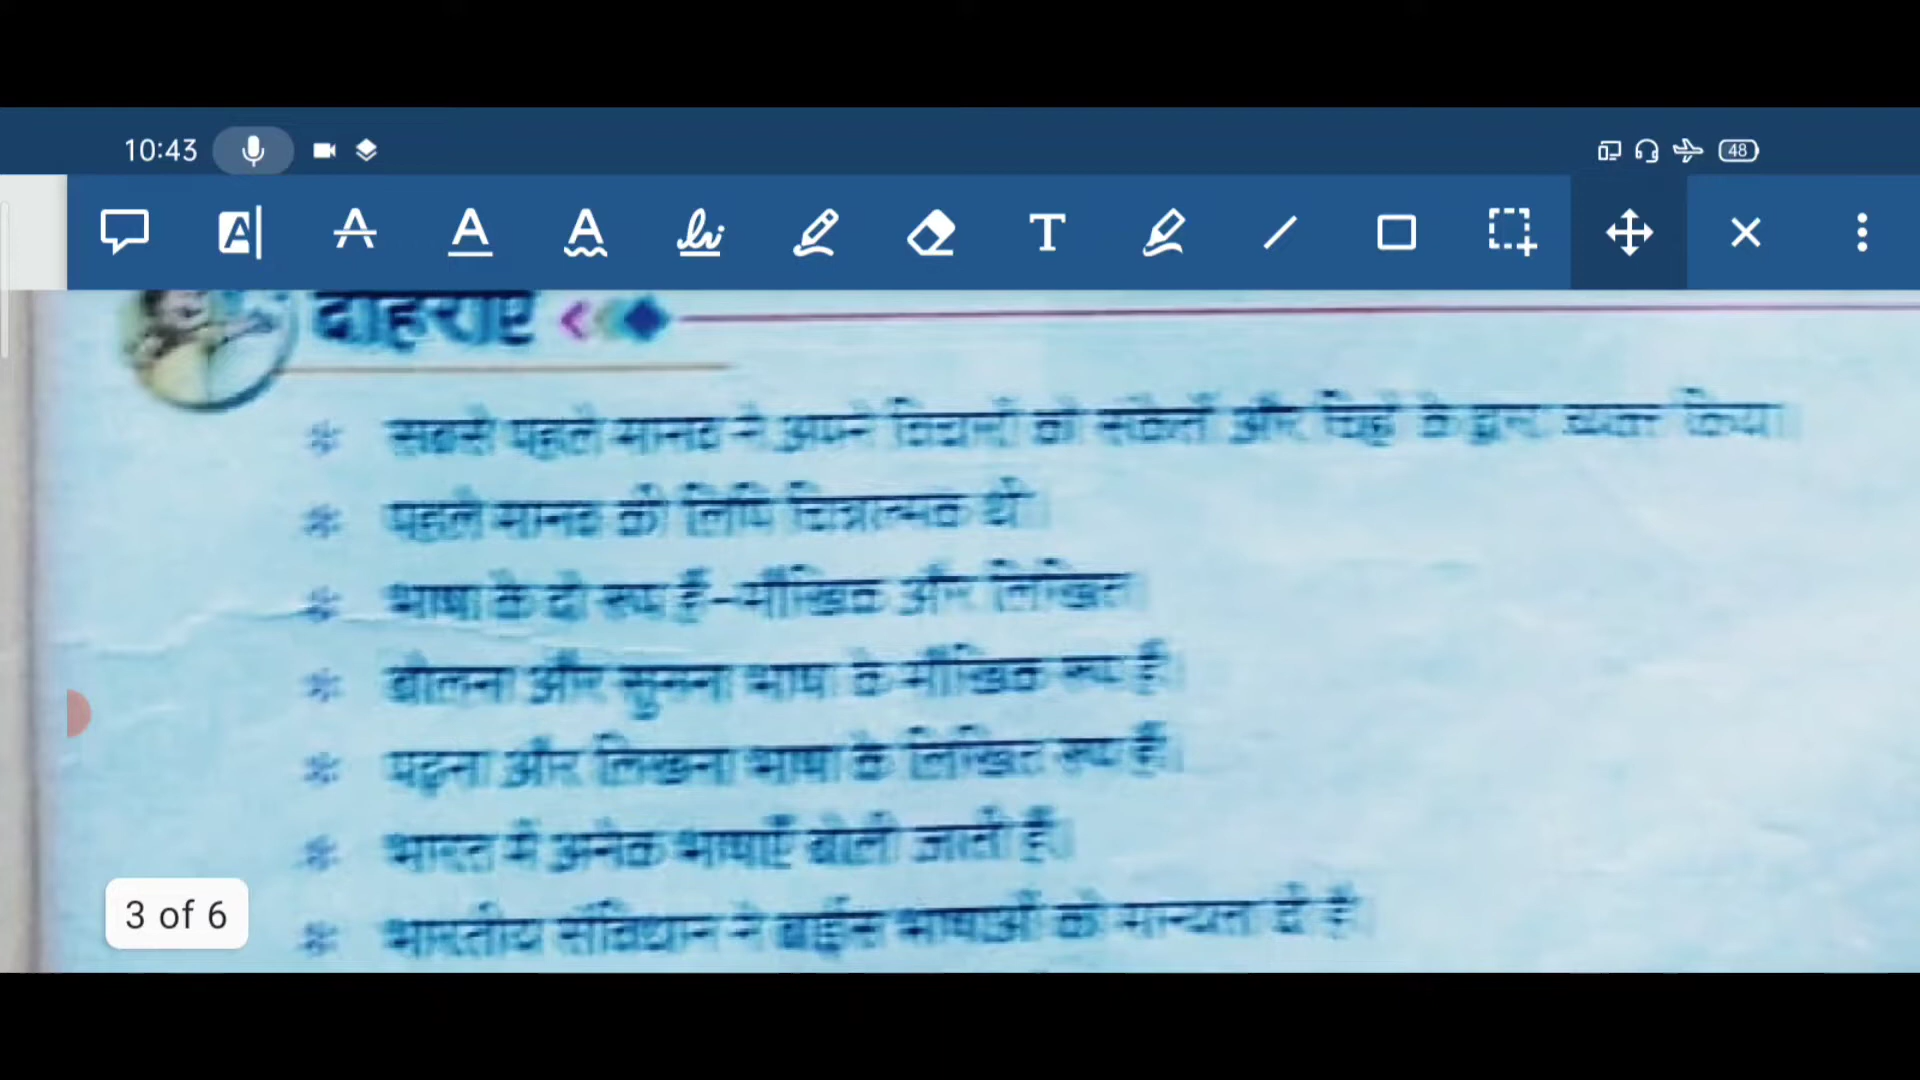 10:43
48
दोहराएँ
सबसे पहले मानव ने अपने विचारों को संकेतों और चिह्नों के द्वारा व्यक्त किया।
पहले मानव की लिपि चित्रात्मक थी।
भाषा के दो रूप हैं–मौखिक और लिखित।
बोलना और सुनना भाषा के मौखिक रूप हैं।
पढ़ना और लिखना भाषा के लिखित रूप हैं।
भारत में अनेक भाषाएँ बोली जाती हैं।
भारतीय संविधान ने बाईस भाषाओं को मान्यता दी है।
3 of 6